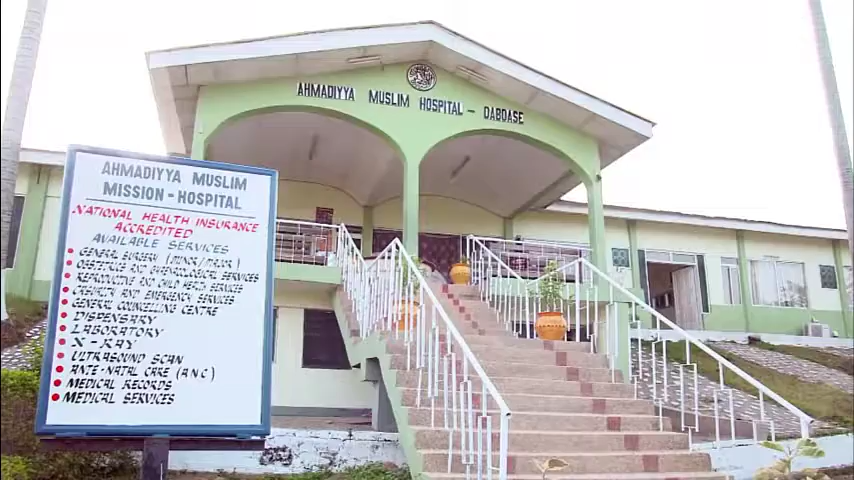 AHMADIYYA MUSLIM HOSPITAL - DABOASE
AHMADIYYA MUSLIM
MISSION - HOSPITAL
NATIONAL HEALTH INSURANCE
ACCREDITED
AVAILABLE SERVICES
GENERAL SURGERY (MINOR/MAJOR)
OBSTETRIC AND GYNAECOLOGICAL SERVICES
REPRODUCTIVE AND CHILD HEALTH SERVICES
AND EMERGENCY SERVICES
GENERAL COUNSELLING CENTRE
DISPENSARY
LABORATORY
X - RAY
ULTRASOUND SCAN
ANTE-NATAL CARE (ANC)
MEDICAL RECORDS
MEDICAL SERVICES